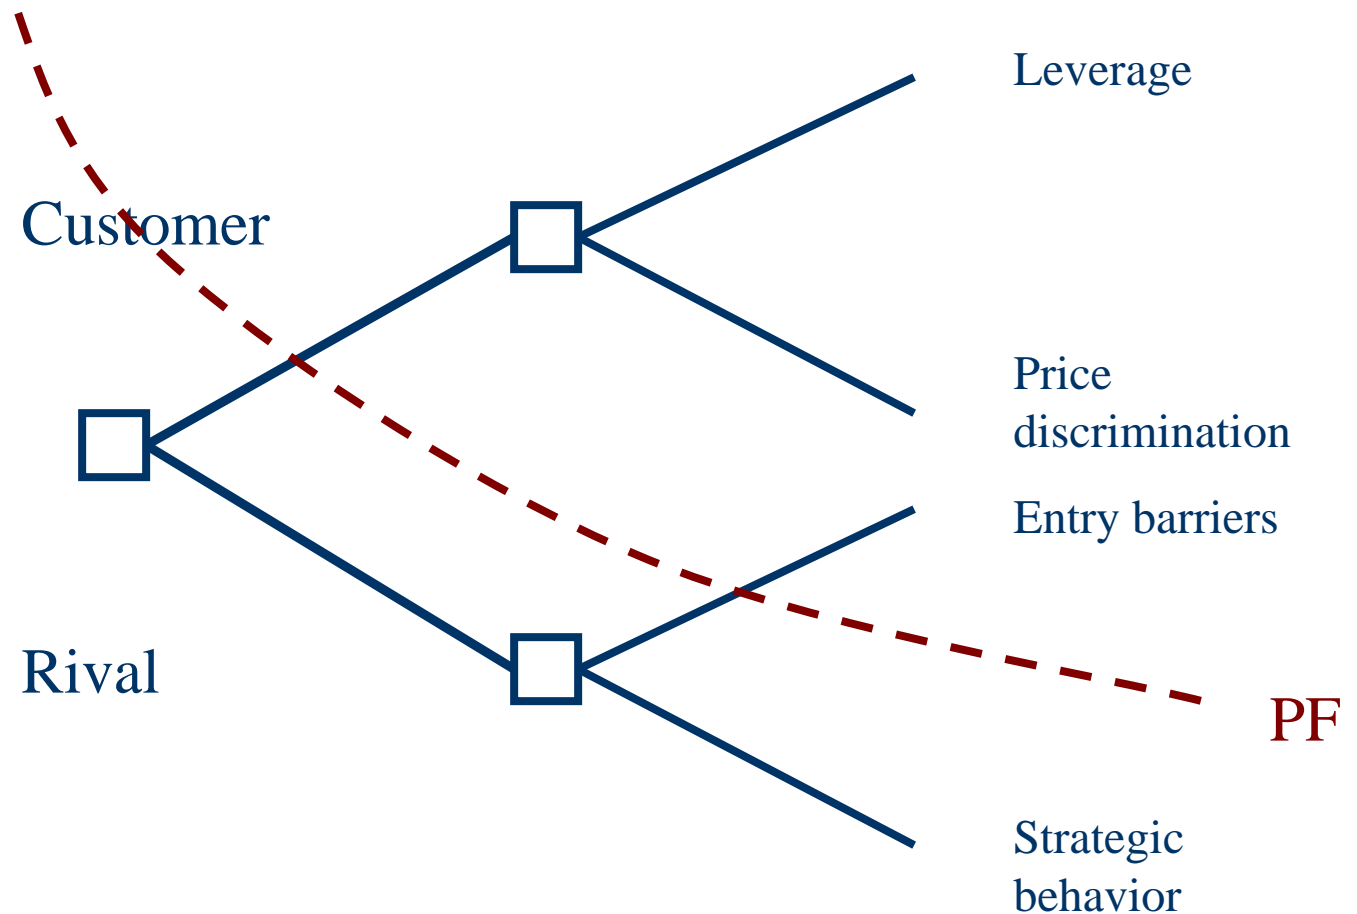 Leverage
Customer
Price
discrimination
Entry barriers
Rival
PF
Strategic
behavior